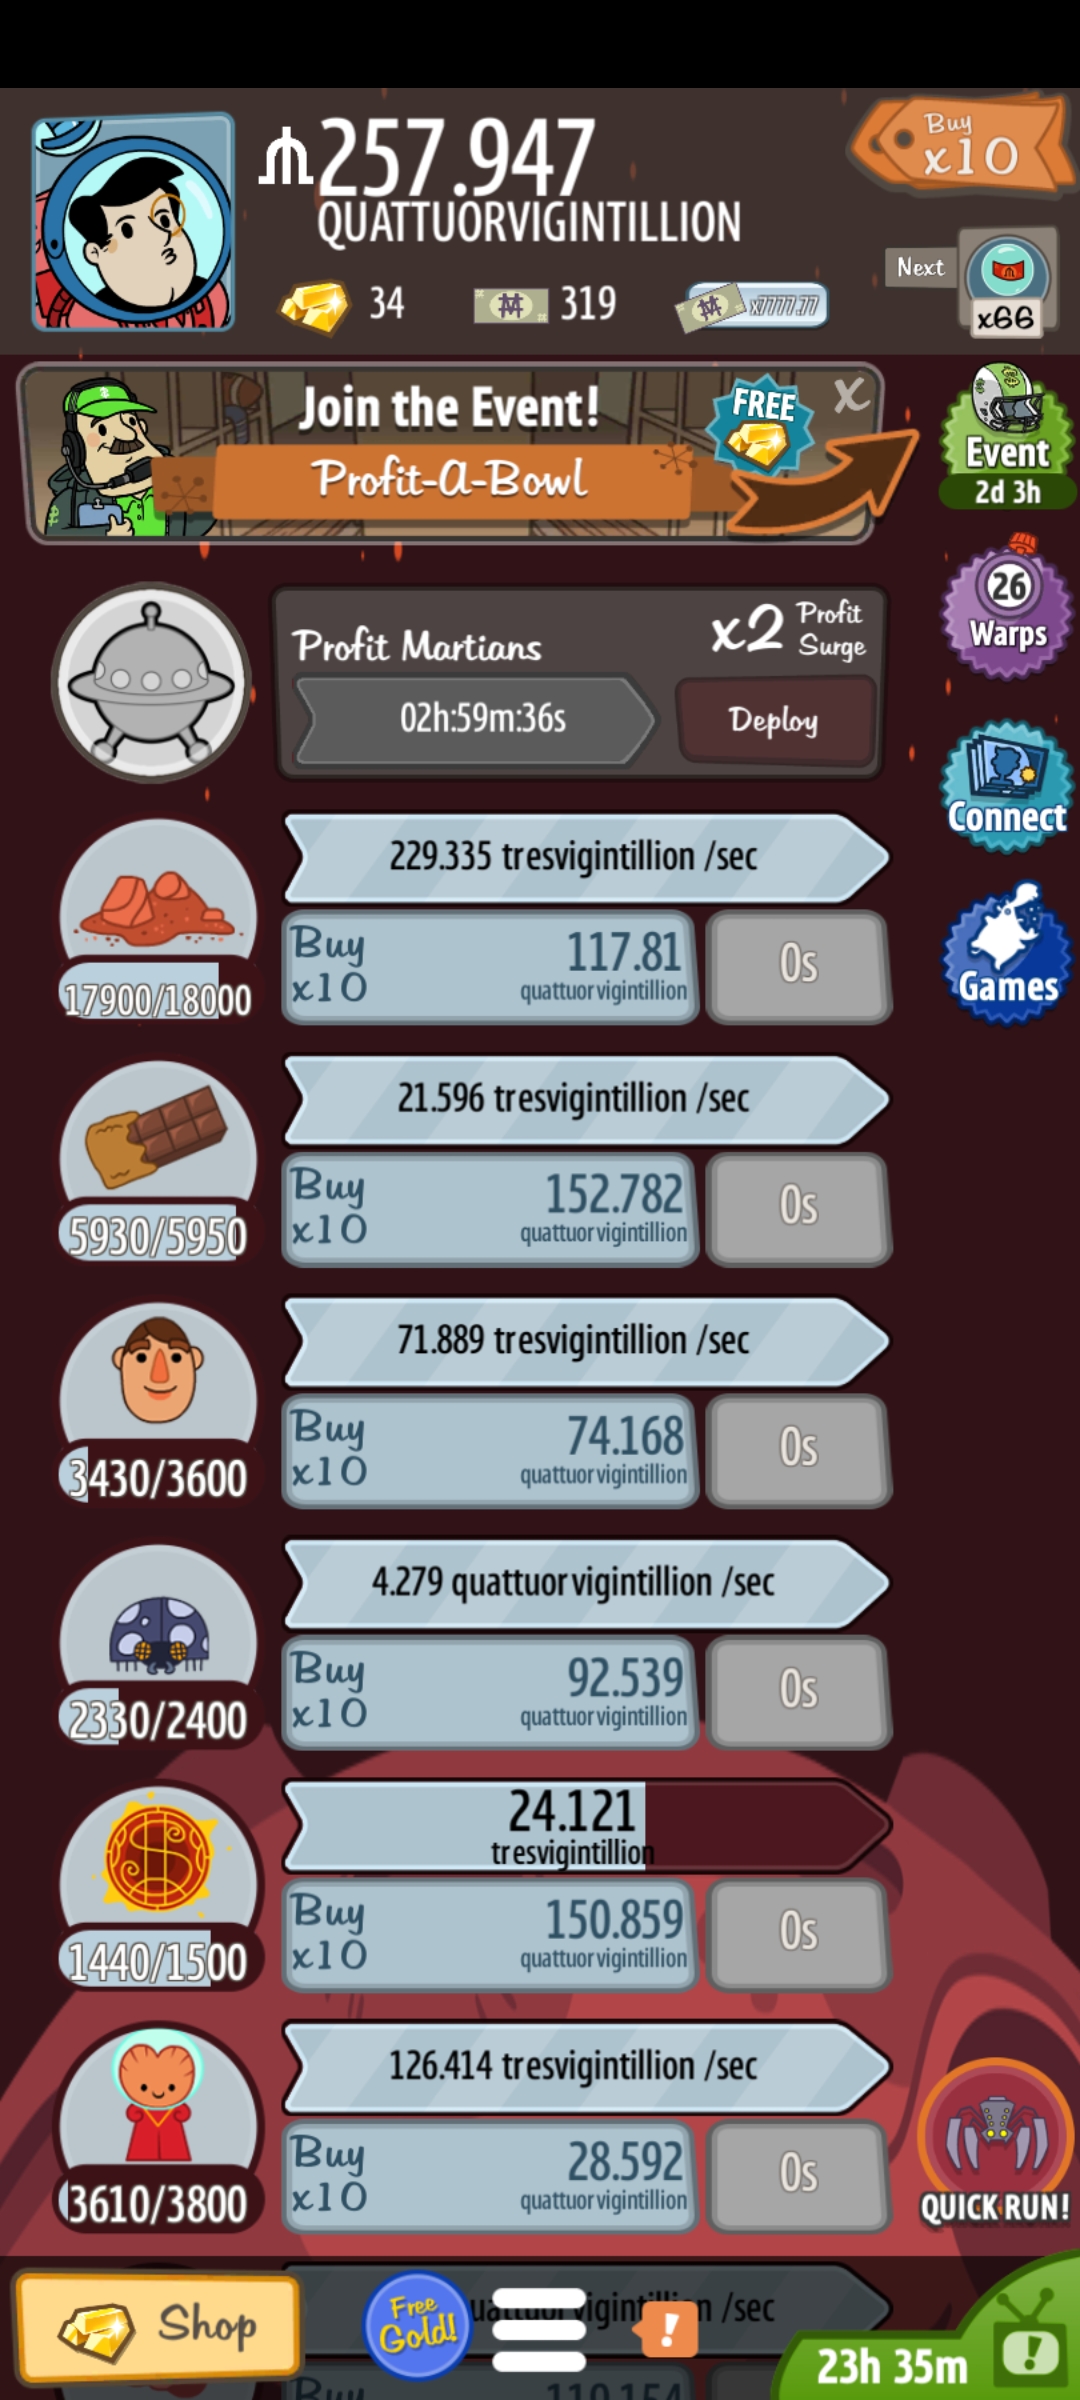 257.947
QUATTUORVIGINTILLION
Buy
x10
34
319
x7777.77
Next
x66
Join the Event!
Profit-A-Bowl
FREE
X
Event
2d 3h
26
Warps
Profit Martians
x2 Profit Surge
02h:59m:36s
Deploy
Connect
229.335 tresvigintillion /sec
17900/18000
Buy x10
117.81
quattuorvigintillion
0s
Games
21.596 tresvigintillion /sec
5930/5950
Buy x10
152.782
quattuorvigintillion
0s
71.889 tresvigintillion /sec
3430/3600
Buy x10
74.168
quattuorvigintillion
0s
4.279 quattuorvigintillion /sec
2330/2400
Buy x10
92.539
quattuorvigintillion
0s
24.121
tresvigintillion
1440/1500
Buy x10
150.859
quattuorvigintillion
0s
126.414 tresvigintillion /sec
3610/3800
Buy x10
28.592
quattuorvigintillion
0s
QUICK RUN!
Shop
Free
Gold!
/sec
!
23h 35m
!
Buy